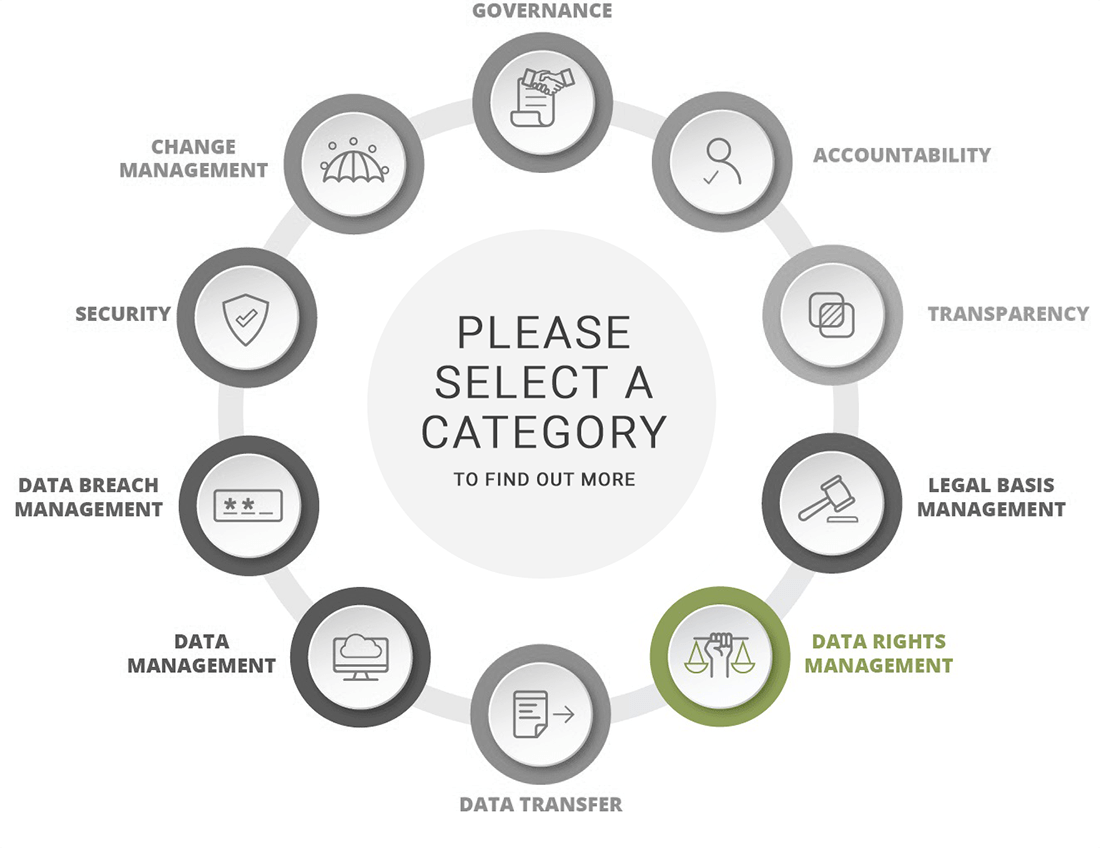 GOVERNANCE
CHANGE
MANAGEMENT
ACCOUNTABILITY
SECURITY
TRANSPARENCY
PLEASE
SELECT A
CATEGORY
TO FIND OUT MORE
DATA BREACH
MANAGEMENT
**_
LEGAL BASIS
MANAGEMENT
DATA
MANAGEMENT
DATA RIGHTS
MANAGEMENT
DATA TRANSFER